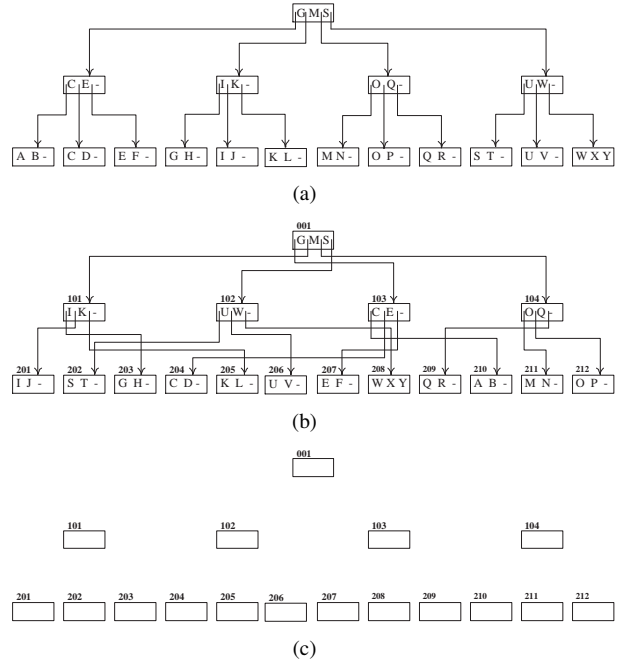 G M S
C E - I K - O Q - U W -
A B - C D - E F - G H - I J - K L - M N - O P - Q R - S T - U V - W X Y
(a)
001
G M S
101 102 103 104
I K - U W - C E - O Q -
201 202 203 204 205 206 207 208 209 210 211 212
I J - S T - G H - C D - K L - U V - E F - W X Y Q R - A B - M N - O P -
(b)
001
101 102 103 104
201 202 203 204 205 206 207 208 209 210 211 212
(c)